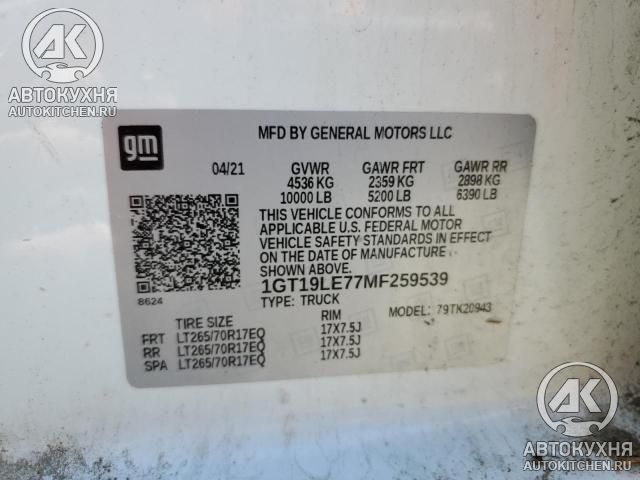 AK
АВТОКУХНЯ
AUTOKITCHEN.RU
AK
gm
MFD BY GENERAL MOTORS LLC
04/21 GVWR GAWR FRT GAWR RR
4536 KG 2359 KG 2898 KG
10000 LB 5200 LB 6390 LB
THIS VEHICLE CONFORMS TO ALL
APPLICABLE U.S. FEDERAL MOTOR
VEHICLE SAFETY STANDARDS IN EFFECT
ON THE DATE OF MANUFACTURE
SHOWN ABOVE.
8624 1GT19LE77MF259539
TYPE: TRUCK MODEL: 79TK20943
TIRE SIZE RIM
FRT LT265/70R17EQ 17X7.5J
RR LT265/70R17EQ 17X7.5J
SPA LT265/70R17EQ 17X7.5J
AK
АВТОКУХНЯ
AUTOKITCHEN.RU